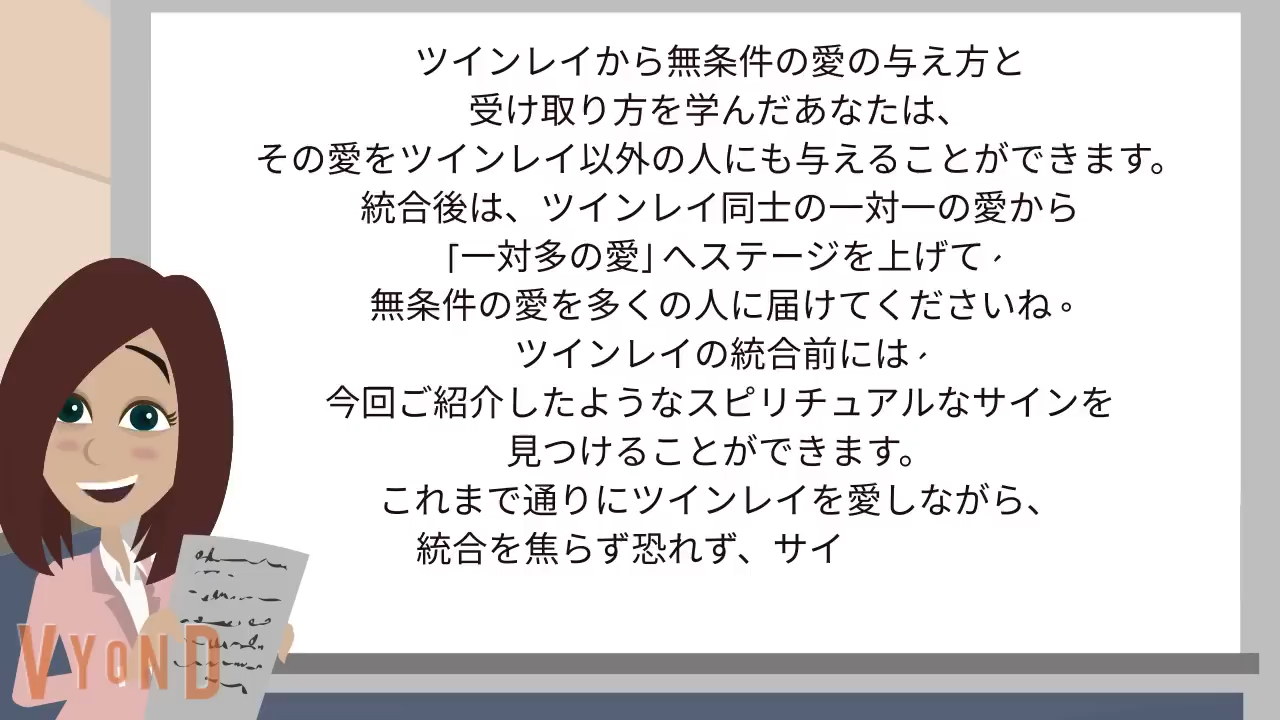 ツインレイから無条件の愛の与え方と
受け取り方を学んだあなたは、
その愛をツインレイ以外の人にも与えることができます。
統合後は、ツインレイ同士の一対一の愛から
「一対多の愛」へステージを上げて、
無条件の愛を多くの人に届けてくださいね。
ツインレイの統合前には、
今回ご紹介したようなスピリチュアルなサインを
見つけることができます。
これまで通りにツインレイを愛しながら、
統合を焦らず恐れず、サイ
VYOND